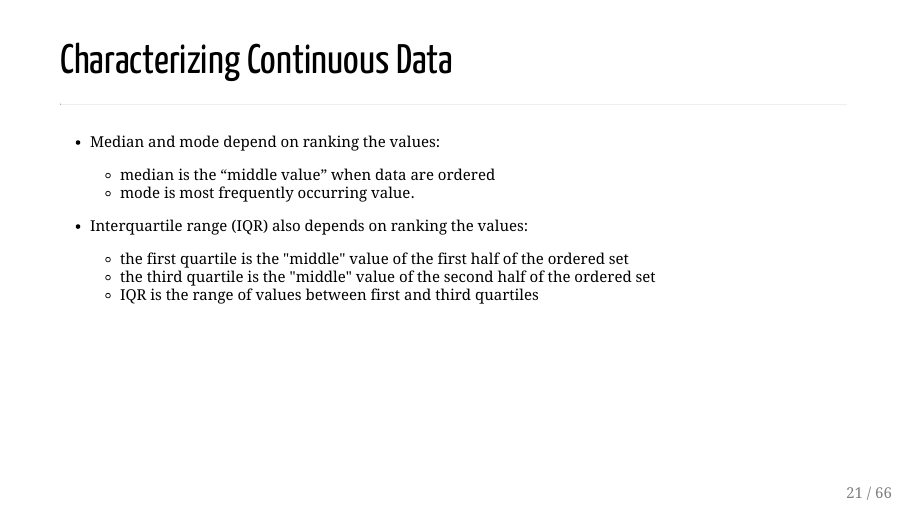 Characterizing Continuous Data
• Median and mode depend on ranking the values:
◦ median is the “middle value” when data are ordered
◦ mode is most frequently occurring value.
• Interquartile range (IQR) also depends on ranking the values:
◦ the first quartile is the "middle" value of the first half of the ordered set
◦ the third quartile is the "middle" value of the second half of the ordered set
◦ IQR is the range of values between first and third quartiles
21 / 66